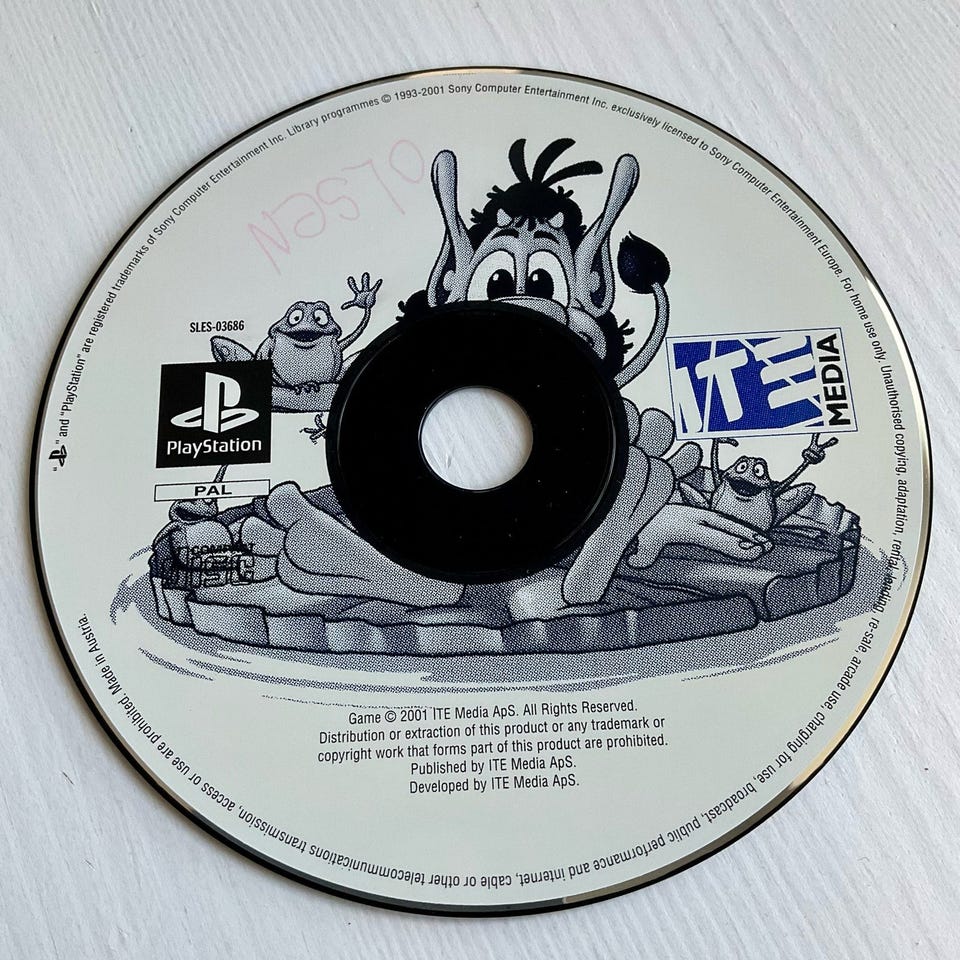 " " and "PlayStation" are registered trademarks of Sony Computer Entertainment Inc. Library programmes © 1993-2001 Sony Computer Entertainment Inc. exclusively licensed to Sony Computer Entertainment Europe. For home use only. Unauthorised copying, adaptation, rental, lending, re-sale arcade use, charging for use, broadcast, public performance and internet, cable or other telecommunications transmission, access or use are prohibited. Made in Austria.
OLSEN
SLES-03686
PlayStation
PAL
COMPACT
disc
ITE
MEDIA
Game © 2001 ITE Media ApS. All Rights Reserved.
Distribution or extraction of this product or any trademark or
copyright work that forms part of this product are prohibited.
Published by ITE Media ApS.
Developed by ITE Media ApS.